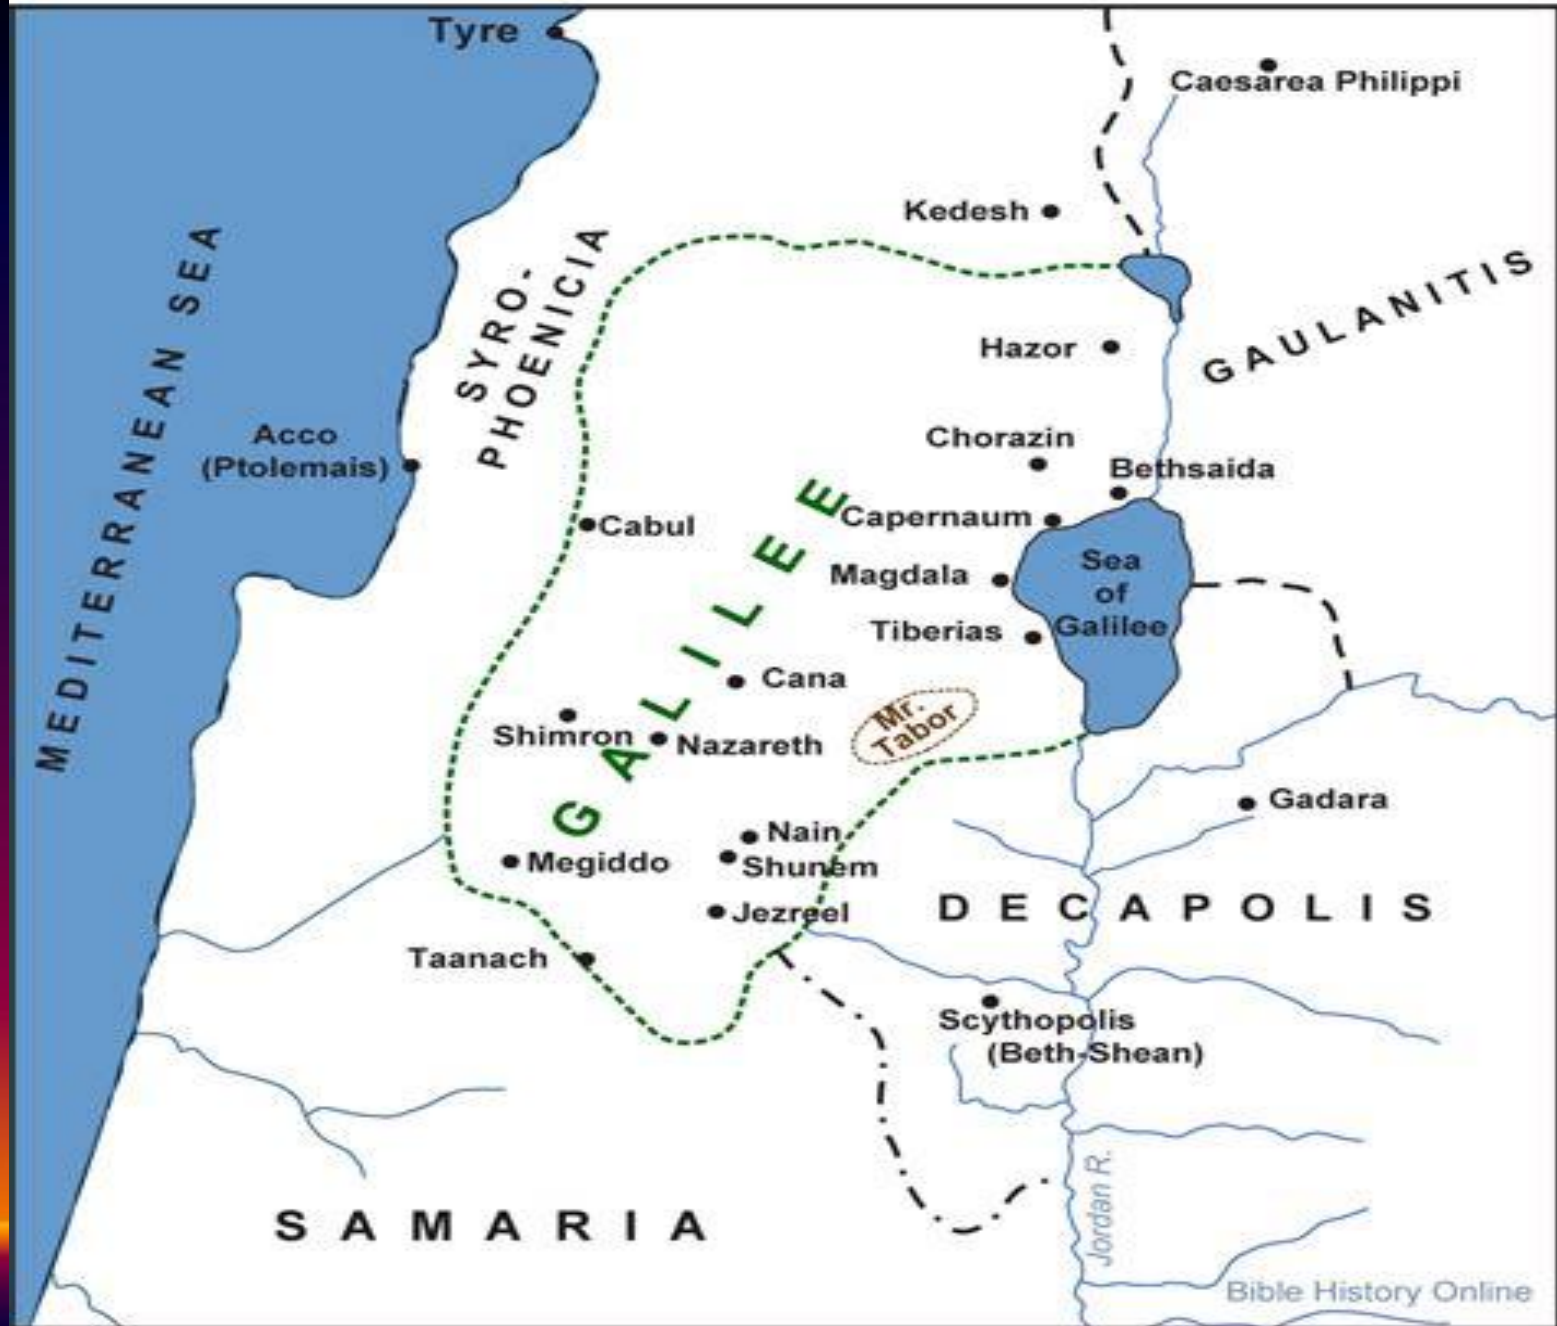 Tyre
Caesarea Philippi
Kedesh
MEDITERRANEAN SEA
SYRO-
PHOENICIA
GAULANITIS
Hazor
Acco
(Ptolemais)
Chorazin
Bethsaida
Cabul
GALILEE
Capernaum
Magdala
Sea
of
Galilee
Tiberias
Cana
Mr.
Tabor
Shimron
Nazareth
Gadara
Nain
Megiddo
Shunem
Jezreel
DECAPOLIS
Taanach
Scythopolis
(Beth-Shean)
SAMARIA
Jordan R.
Bible History Online